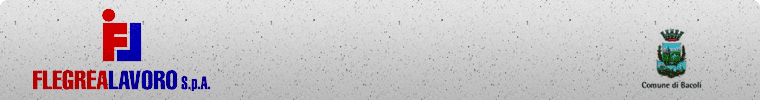 FLEGREALAVORO S.p.A.
Comune di Bacoli